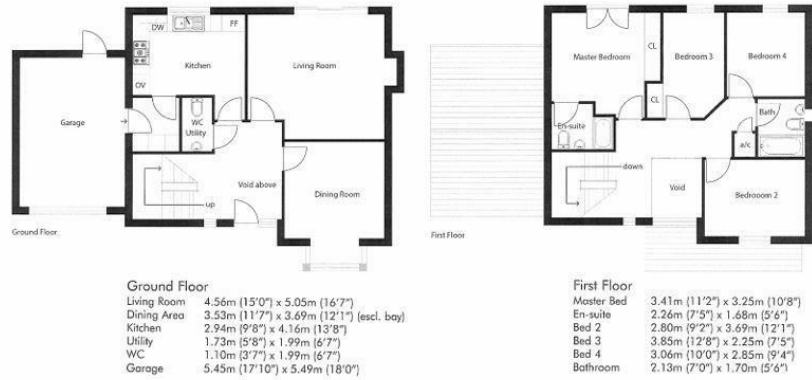 DW
FF
Kitchen
OV
Living Room
Garage
WC
Utility
Void above
up
Dining Room
Ground Floor
Master Bedroom
CL
Bedroom 3
Bedroom 4
CL
En-suite
Bath
a/c
down
Void
Bedrooom 2
First Floor
Ground Floor
Living Room 4.56m (15'0") x 5.05m (16'7")
Dining Area 3.53m (11'7") x 3.69m (12'1") (escl. bay)
Kitchen 2.94m (9'8") x 4.16m (13'8")
Utility 1.73m (5'8") x 1.99m (6'7")
WC 1.10m (3'7") x 1.99m (6'7")
Garage 5.45m (17'10") x 5.49m (18'0")
First Floor
Master Bed 3.41m (11'2") x 3.25m (10'8")
En-suite 2.26m (7'5") x 1.68m (5'6")
Bed 2 2.80m (9'2") x 3.69m (12'1")
Bed 3 3.85m (12'8") x 2.25m (7'5")
Bed 4 3.06m (10'0") x 2.85m (9'4")
Bathroom 2.13m (7'0") x 1.70m (5'6")